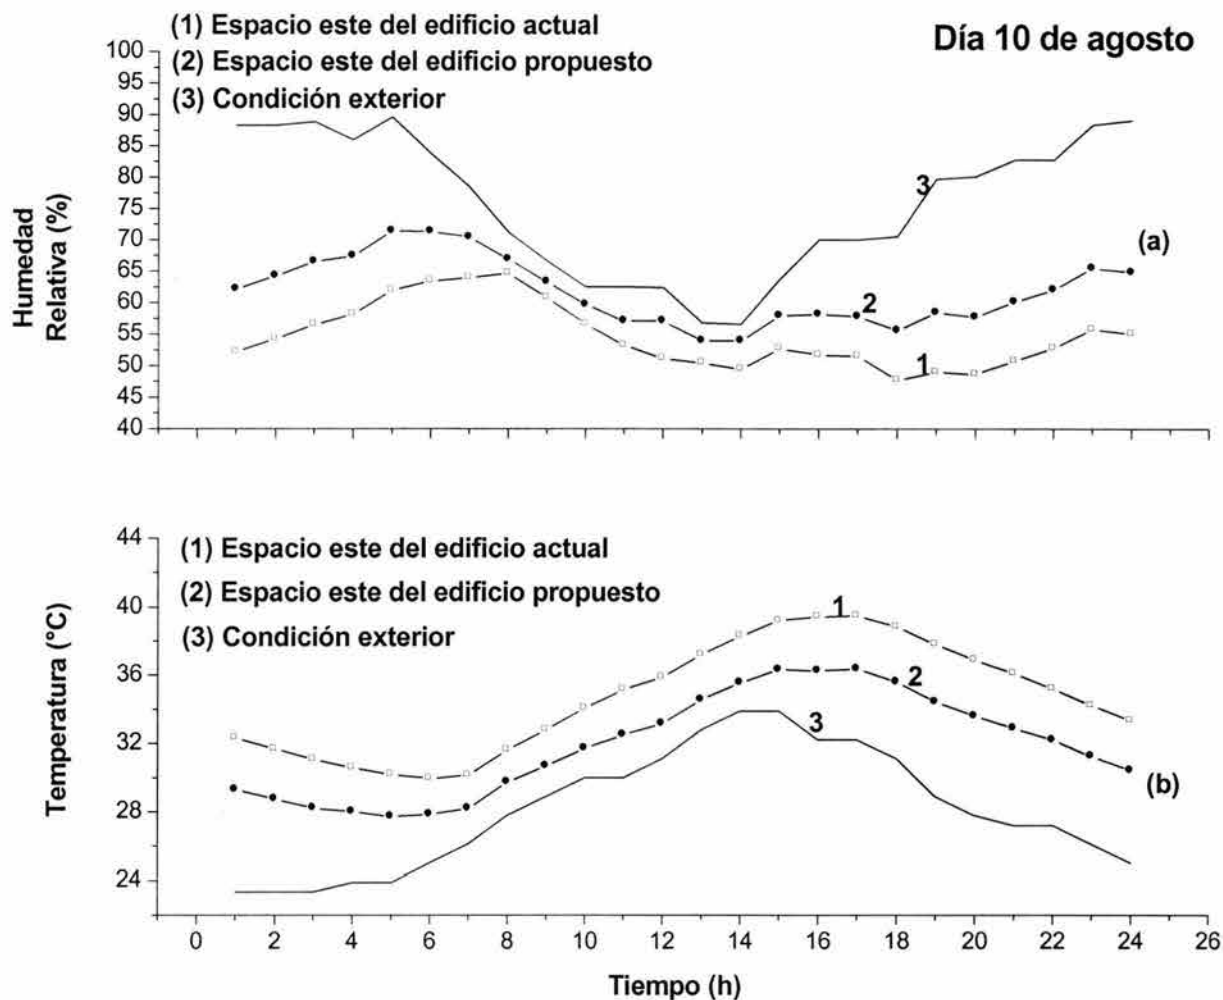 (1) Espacio este del edificio actual
Día 10 de agosto
(2) Espacio este del edificio propuesto
(3) Condición exterior
100
95
90
85
80
75
70
65
60
55
50
45
40
Humedad
Relativa (%)
3
2
1
(a)
(1) Espacio este del edificio actual
(2) Espacio este del edificio propuesto
(3) Condición exterior
44
40
36
32
28
24
Temperatura (°C)
1
2
3
(b)
0 2 4 6 8 10 12 14 16 18 20 22 24 26
Tiempo (h)